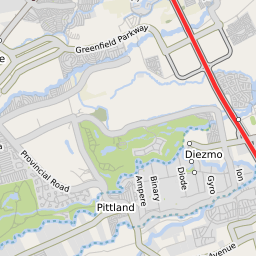 Greenfield Parkway
e
Diezmo
Provincial Road
Binary
Diode
Gyro
Ion
Ampere
Pittland
Avenue